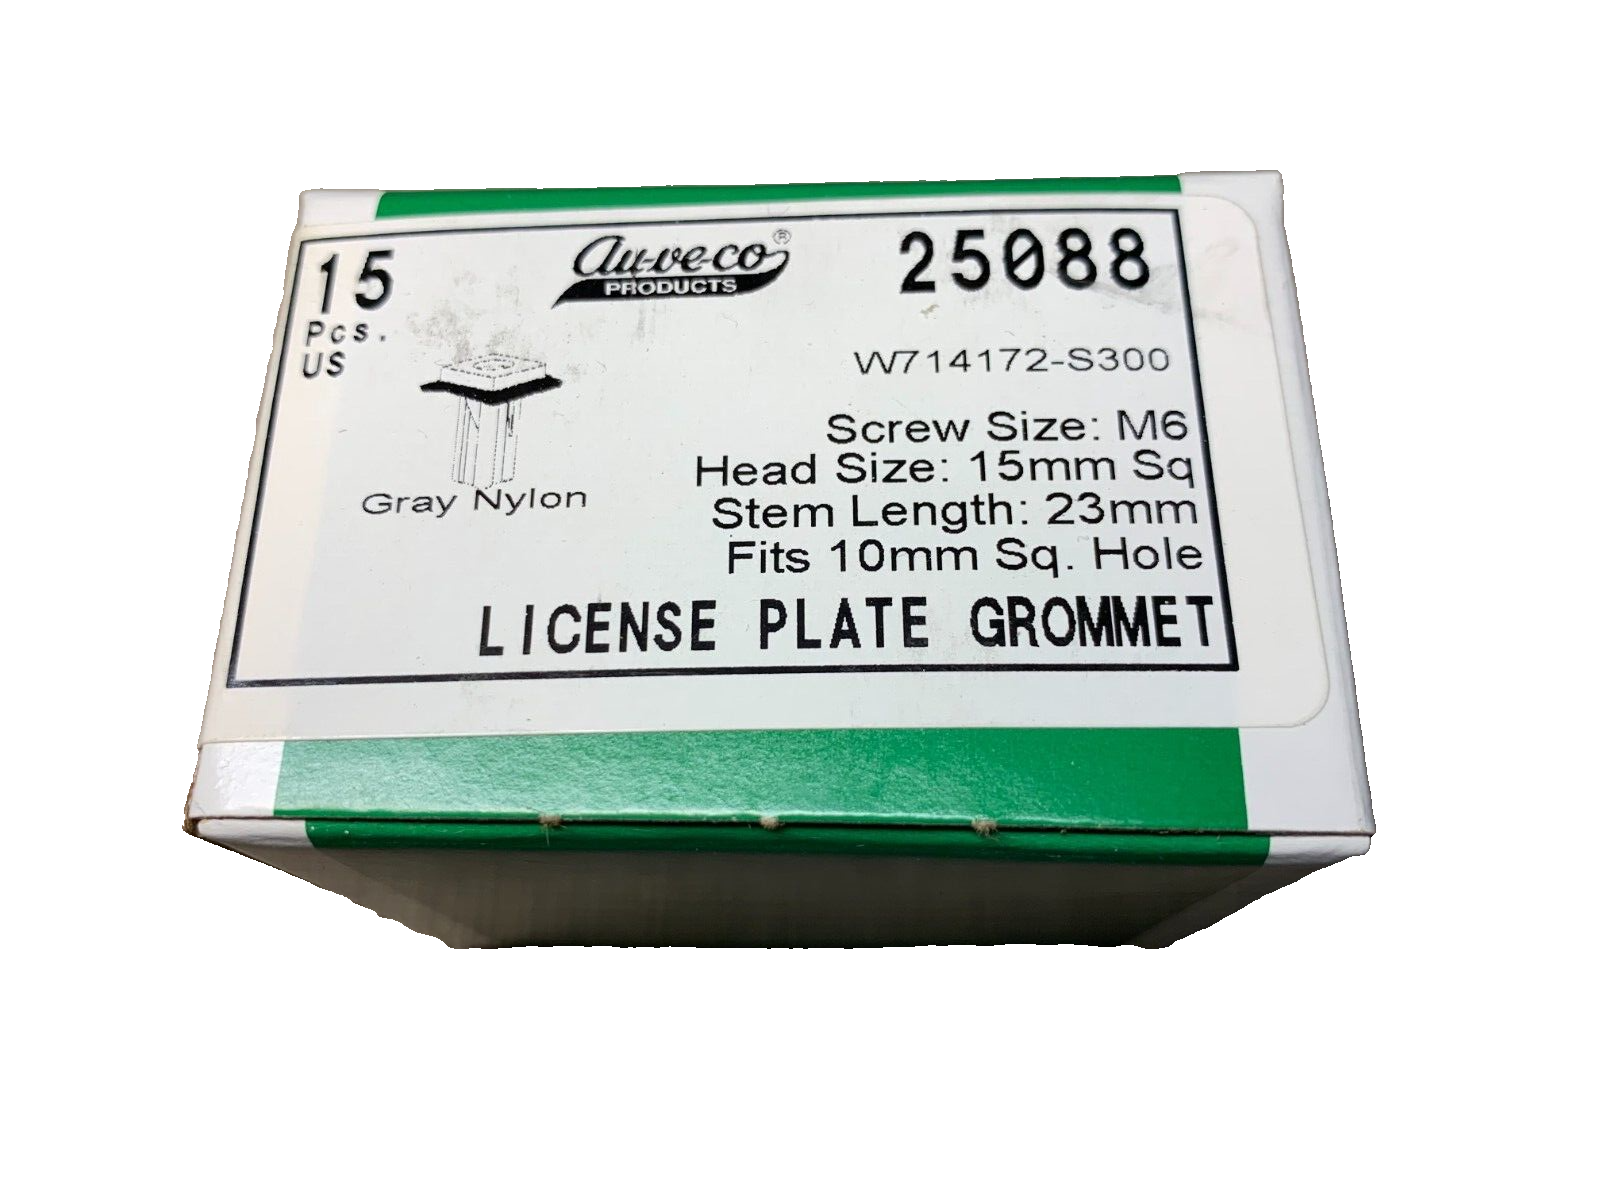 15
Pcs.
US
Au-ve-co®
PRODUCTS
25088
W714172-S300
Screw Size: M6
Head Size: 15mm Sq
Stem Length: 23mm
Fits 10mm Sq. Hole
Gray Nylon
LICENSE PLATE GROMMET